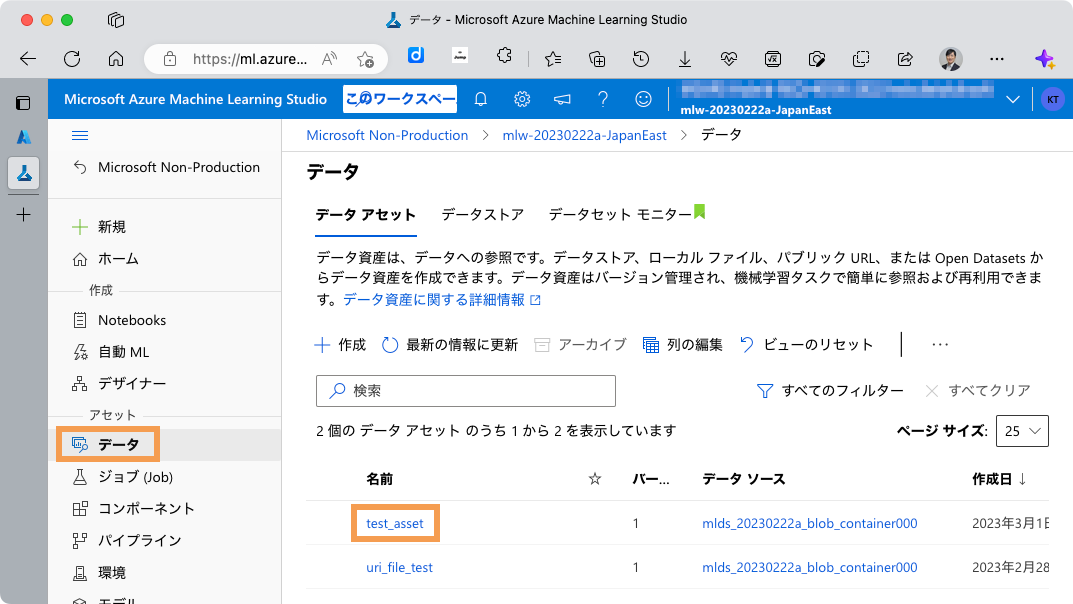 データ - Microsoft Azure Machine Learning Studio
https://ml.azure...
Microsoft Azure Machine Learning Studio
このワークスペー
mlw-20230222a-JapanEast
KT
Microsoft Non-Production
Microsoft Non-Production > mlw-20230222a-JapanEast > データ
新規
ホーム
作成
Notebooks
自動 ML
デザイナー
アセット
データ
ジョブ (Job)
コンポーネント
パイプライン
環境
モデル
データ
データ アセット データストア データセット モニター
データ資産は、データへの参照です。データストア、ローカル ファイル、パブリック URL、または Open Datasets か
らデータ資産を作成できます。データ資産はバージョン管理され、機械学習タスクで簡単に参照および再利用できま
す。データ資産に関する詳細情報
作成 最新の情報に更新 アーカイブ 列の編集 ビューのリセット ...
検索 すべてのフィルター すべてクリア
2 個の データ アセット のうち 1 から 2 を表示しています ページ サイズ: 25
名前 バー... データ ソース 作成日 ↓
test_asset 1 mlds_20230222a_blob_container000 2023年3月1日
uri_file_test 1 mlds_20230222a_blob_container000 2023年2月28